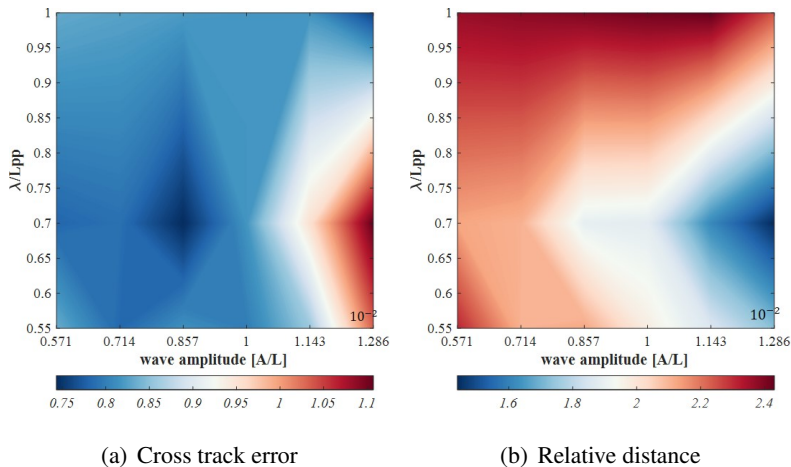 1
0.95
0.9
0.85
0.8
0.75
0.7
0.65
0.6
0.55
λ/Lpp
10⁻²
0.571 0.714 0.857 1 1.143 1.286
wave amplitude [A/L]
0.75 0.8 0.85 0.9 0.95 1 1.05 1.1
(a) Cross track error
1
0.95
0.9
0.85
0.8
0.75
0.7
0.65
0.6
0.55
λ/Lpp
10⁻²
0.571 0.714 0.857 1 1.143 1.286
wave amplitude [A/L]
1.6 1.8 2 2.2 2.4
(b) Relative distance